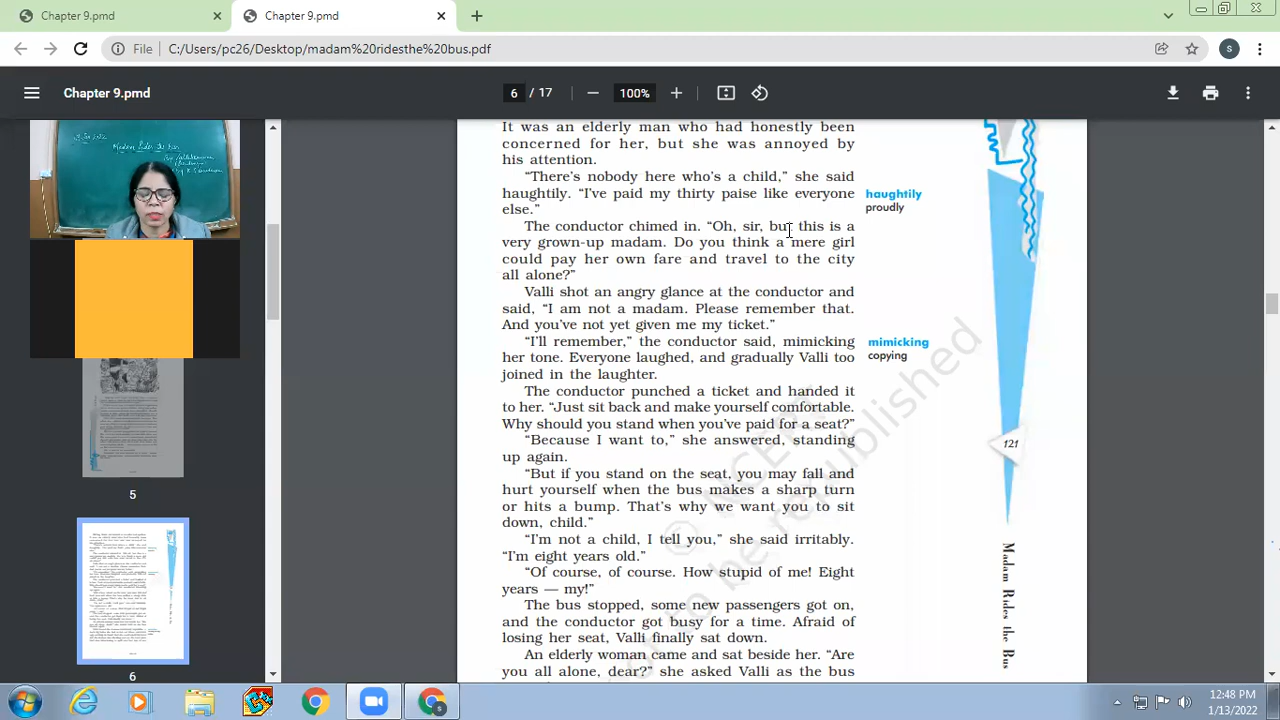 Chapter 9.pmd
Chapter 9.pmd
File C:/Users/pc26/Desktop/madam%20ridesthe%20bus.pdf
S
Chapter 9.pmd
6 / 17
100%
Madam Rides the Bus
5
6
It was an elderly man who had honestly been
concerned for her, but she was annoyed by
his attention.
“There's nobody here who's a child,” she said
haughtily. “I've paid my thirty paise like everyone
else.”
The conductor chimed in. “Oh, sir, but this is a
very grown-up madam. Do you think a mere girl
could pay her own fare and travel to the city
all alone?”
Valli shot an angry glance at the conductor and
said, “I am not a madam. Please remember that.
And you've not yet given me my ticket.”
“I'll remember,” the conductor said, mimicking
her tone. Everyone laughed, and gradually Valli too
joined in the laughter.
The conductor punched a ticket and handed it
to her. “Just sit back and make yourself comfortable.
Why should you stand when you've paid for a seat?”
“Because I want to,” she answered, standing
up again.
“But if you stand on the seat, you may fall and
hurt yourself when the bus makes a sharp turn
or hits a bump. That's why we want you to sit
down, child.”
“I'm not a child, I tell you,” she said irritably.
“I'm eight years old.”
“Of course, of course. How stupid of me! Eight
years — my!”
The bus stopped, some new passengers got on,
and the conductor got busy for a time. Afraid of
losing her seat, Valli finally sat down.
An elderly woman came and sat beside her. “Are
you all alone, dear?” she asked Valli as the bus
haughtily
proudly
mimicking
copying
121
Madam Rides the Bus
12:48 PM
1/13/2022